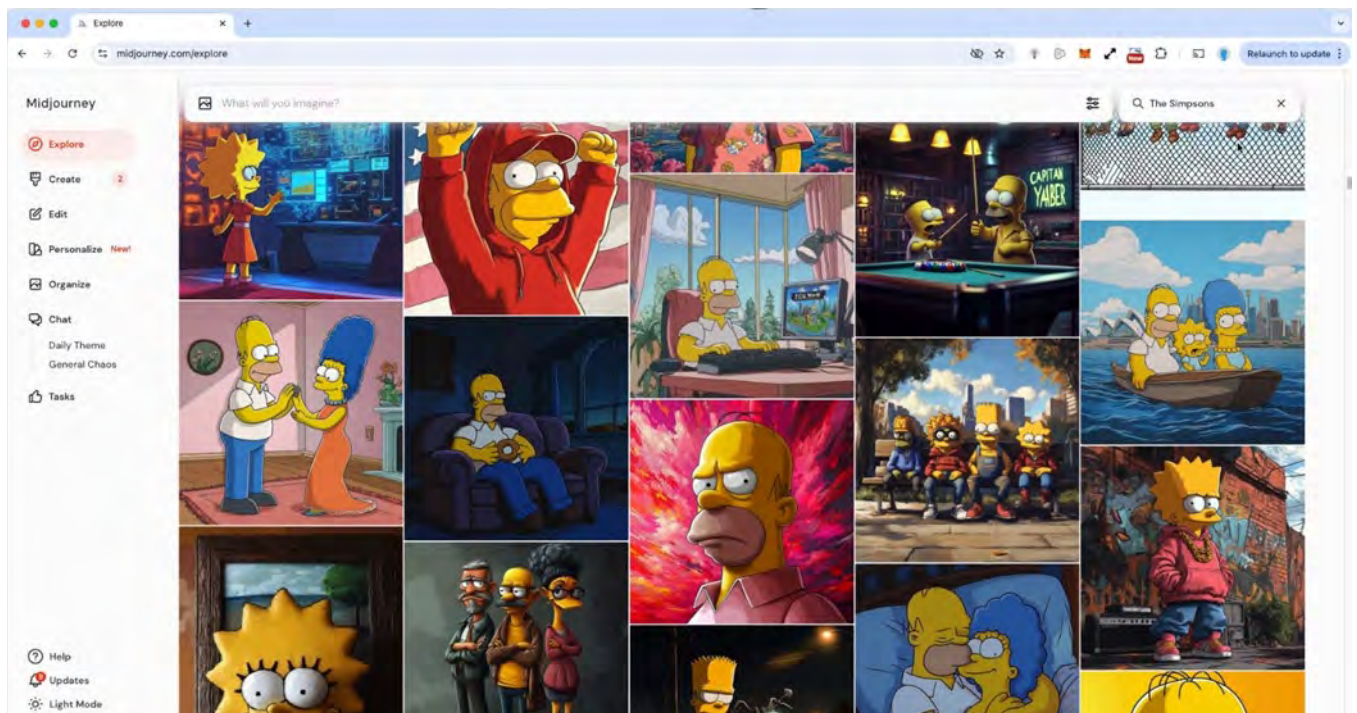 Explore
midjourney.com/explore
New
Relaunch to update
Midjourney
What will you imagine?
The Simpsons
Explore
Create 2
Edit
Personalize New!
Organize
Chat
Daily Theme
General Chaos
Tasks
Help
Updates
Light Mode
CAPITAN
YABER